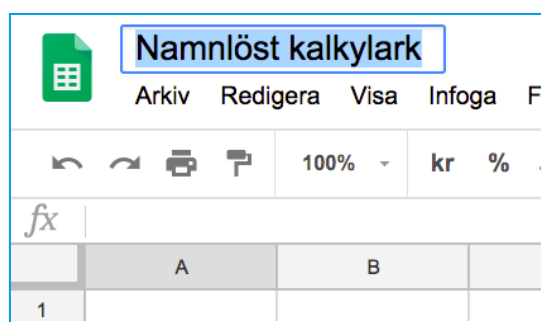 Namnlöst kalkylark
Arkiv Redigera Visa Infoga F
100% kr %
fx
A B
1